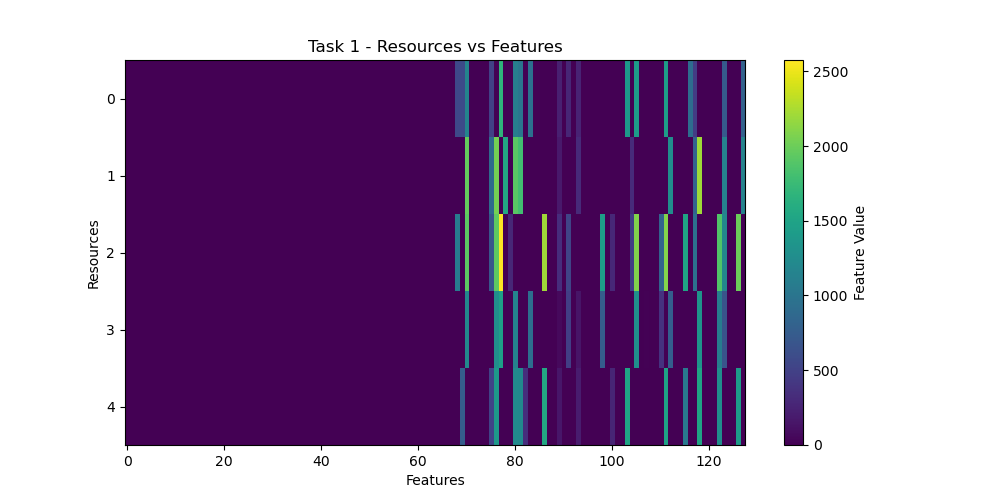 Task 1 - Resources vs Features
Resources
0
1
2
3
4
0 20 40 60 80 100 120
Features
2500
2000
1500
1000
500
0
Feature Value